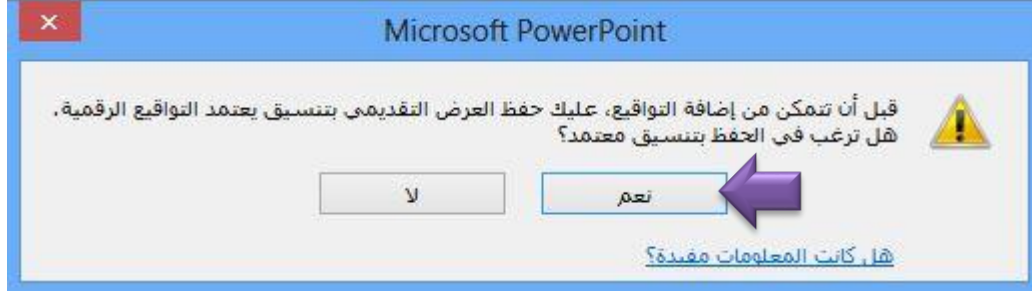 Microsoft PowerPoint
قبل أن تتمكن من إضافة التواقيع، عليك حفظ العرض التقديمي بتنسيق يعتمد التواقيع الرقمية.
هل ترغب في الحفظ بتنسيق معتمد؟
نعم
لا
هل كانت المعلومات مفيدة؟